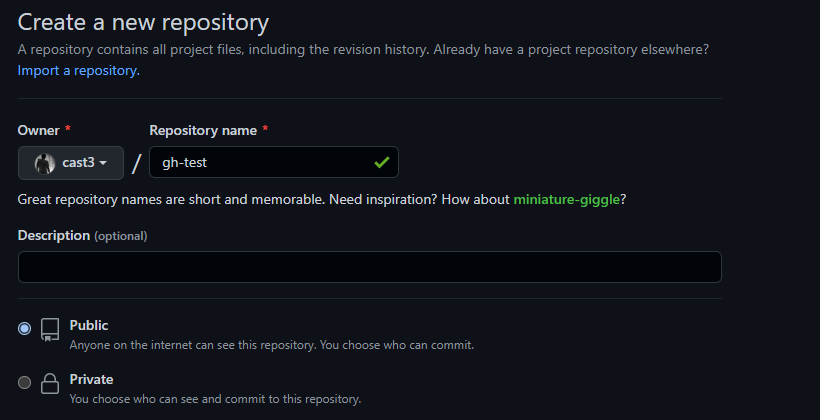 Create a new repository
A repository contains all project files, including the revision history. Already have a project repository elsewhere?
Import a repository.
Owner * Repository name *
cast3 / gh-test
Great repository names are short and memorable. Need inspiration? How about miniature-giggle?
Description (optional)
Public
Anyone on the internet can see this repository. You choose who can commit.
Private
You choose who can see and commit to this repository.